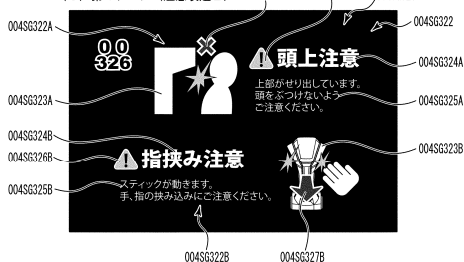 004SG322A
004SG322
00
326
頭上注意
004SG324A
上部がせり出しています。
頭をぶつけないよう
ご注意ください。
004SG325A
004SG323A
004SG324B
004SG323B
004SG326B
指挟み注意
004SG325B
スティックが動きます。
手、指の挟み込みにご注意ください。
004SG322B
004SG327B